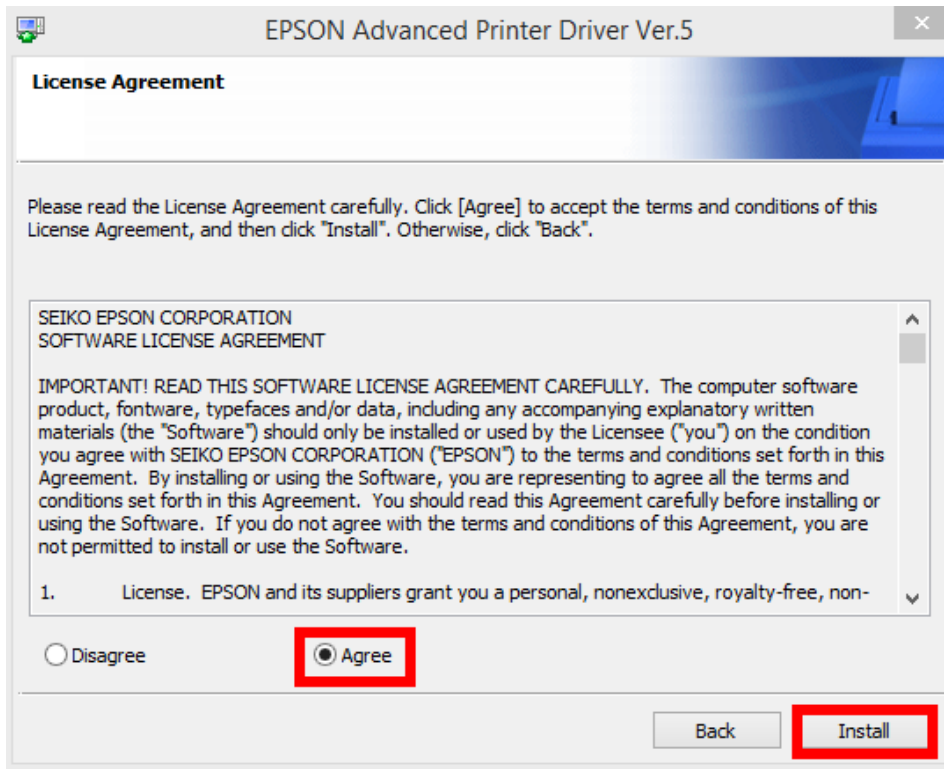 EPSON Advanced Printer Driver Ver.5
License Agreement
Please read the License Agreement carefully. Click [Agree] to accept the terms and conditions of this
License Agreement, and then click "Install". Otherwise, click "Back".
SEIKO EPSON CORPORATION
SOFTWARE LICENSE AGREEMENT
IMPORTANT! READ THIS SOFTWARE LICENSE AGREEMENT CAREFULLY.  The computer software
product, fontware, typefaces and/or data, including any accompanying explanatory written
materials (the "Software") should only be installed or used by the Licensee ("you") on the condition
you agree with SEIKO EPSON CORPORATION ("EPSON") to the terms and conditions set forth in this
Agreement.  By installing or using the Software, you are representing to agree all the terms and
conditions set forth in this Agreement.  You should read this Agreement carefully before installing or
using the Software.  If you do not agree with the terms and conditions of this Agreement, you are
not permitted to install or use the Software.
1. License.  EPSON and its suppliers grant you a personal, nonexclusive, royalty-free, non-
Disagree Agree
Back Install